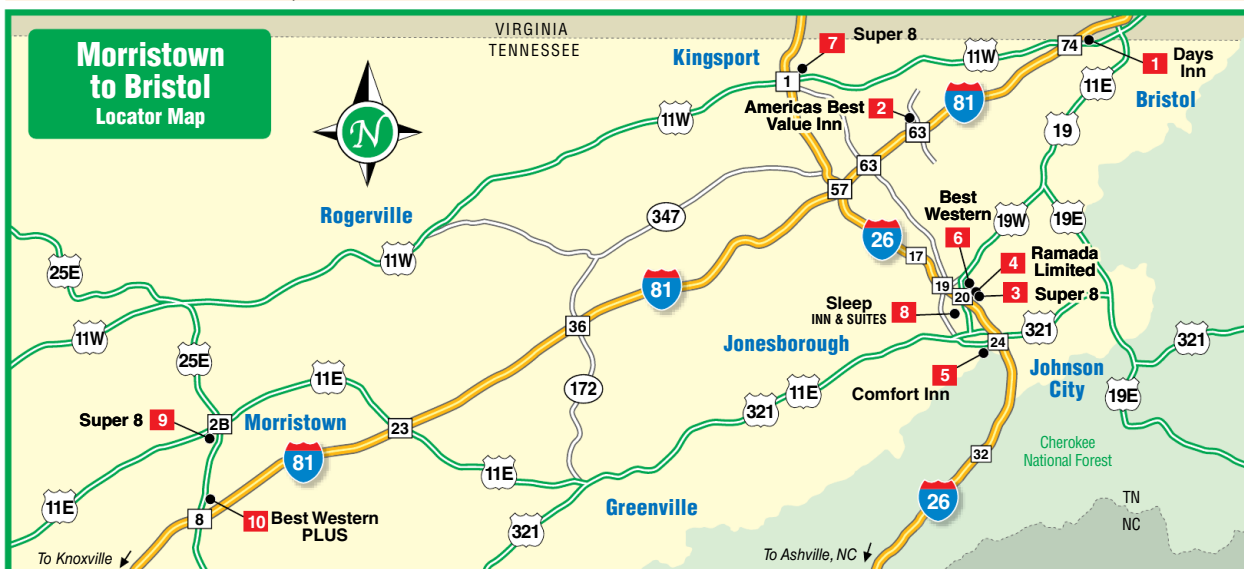 Morristown
to Bristol
Locator Map
N
VIRGINIA
TENNESSEE
Kingsport
7 Super 8
1
11W
74
1 Days
Inn
11E
Bristol
81
Americas Best
Value Inn
2
63
11W
19
63
57
Rogerville
347
Best
Western
6
19W
19E
26
4 Ramada
Limited
17
11W
25E
81
19
20
3 Super 8
Sleep
INN & SUITES
8
36
321
11W
Jonesborough
24
321
25E
5
Comfort Inn
Johnson
City
11E
172
11E
19E
321
Super 8 9
2B
Morristown
23
Cherokee
National Forest
32
81
11E
11E
26
Greenville
TN
NC
8
10 Best Western
PLUS
321
To Knoxville
To Ashville, NC